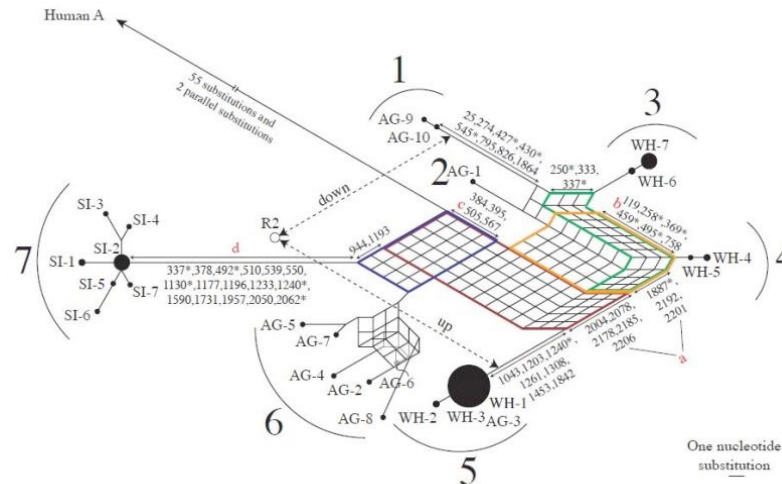 Human A
55 substitutions and
2 parallel substitutions
1
AG-9
AG-10
25,274,427*,430*,
545*,795,826,1864
3
WH-7
WH-6
250*,333,
337*
2
AG-1
384,395,
505,567
c
b
119,258*,369*,
459*,495*,758
down
R2
up
7
SI-3
SI-4
SI-2
SI-1
SI-5
SI-7
SI-6
d
944,1193
337*,378,492*,510,539,550,
1130*,1177,1196,1233,1240*,
1590,1731,1957,2050,2062*
4
WH-4
WH-5
1887*,
2192,
2201
2004,2078,
2178,2185,
2206
a
1043,1203,1240*,
1261,1308,
1453,1842
AG-5
AG-7
AG-4
AG-2
AG-6
AG-8
6
WH-1
WH-2
WH-3
AG-3
5
One nucleotide
substitution